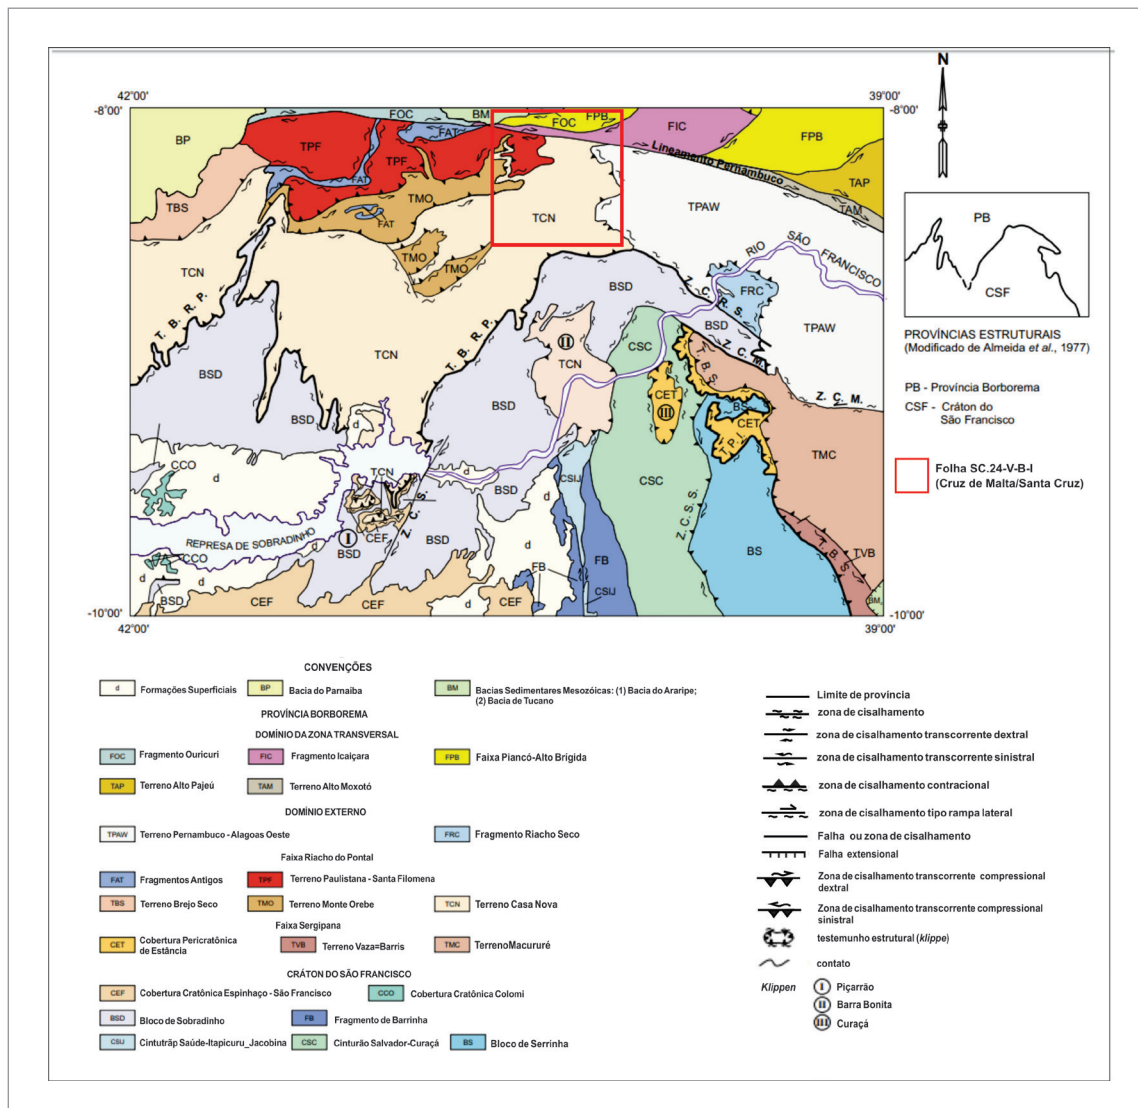 N
42°00'
39°00'
-8°00'
-8°00'
FOC
BM
FPB
FOC
FIC
FPB
BP
TPF
FAT
TPF
Lineamento Pernambuco
TAP
FAT
TAM
TBS
TMO
FAT
TCN
TPAW
TCN
TMO
TMO
RIO SÃO FRANCISCO
BSD
Z. C. R. S.
FRC
TPAW
T. B. R. P.
T. B. R. P.
TCN
BSD
II
TCN
CSC
BSD
Z. C. M.
T. B. S.
Z. C. M.
BSD
BSD
BSD
CET
III
BS
CET
T. P. I.
TMC
d
CCO
d
TCN
d
BSD
CSIJ
CSC
Z. C. S. S.
Z. C. S.
CEF
REPRESA DE SOBRADINHO
I
BSD
BSD
d
FB
FB
BS
T. B. S.
TVB
CCO
d
d
d
BSD
CEF
CEF
d
CEF
CSIJ
BM
-10°00'
-10°00'
42°00'
39°00'
PB
CSF
PROVÍNCIAS ESTRUTURAIS
(Modificado de Almeida et al., 1977)
PB - Província Borborema
CSF - Cráton do
São Francisco
Folha SC.24-V-B-I
(Cruz de Malta/Santa Cruz)
CONVENÇÕES
d Formações Superficiais
BP Bacia do Parnaiba
BM Bacias Sedimentares Mesozóicas: (1) Bacia do Araripe;
(2) Bacia de Tucano
PROVÍNCIA BORBOREMA
DOMÍNIO DA ZONA TRANSVERSAL
FOC Fragmento Ouricuri
FIC Fragmento Icaiçara
FPB Faixa Piancó-Alto Brigida
TAP Terreno Alto Pajeú
TAM Terreno Alto Moxotó
DOMÍNIO EXTERNO
TPAW Terreno Pernambuco - Alagoas Oeste
FRC Fragmento Riacho Seco
Faixa Riacho do Pontal
FAT Fragmentos Antigos
TPF Terreno Paulistana - Santa Filomena
TBS Terreno Brejo Seco
TMO Terreno Monte Orebe
TCN Terreno Casa Nova
Faixa Sergipana
CET Cobertura Pericratônica
de Estância
TVB Terreno Vaza=Barris
TMC TerrenoMacururé
CRÁTON DO SÃO FRANCISCO
CEF Cobertura Cratônica Espinhaço - São Francisco
CCO Cobertura Cratônica Colomi
BSD Bloco de Sobradinho
FB Fragmento de Barrinha
CSIJ Cintutrãp Saúde-Itapicuru_Jacobina
CSC Cinturão Salvador-Curaçá
BS Bloco de Serrinha
Limite de província
zona de cisalhamento
zona de cisalhamento transcorrente dextral
zona de cisalhamento transcorrente sinistral
zona de cisalhamento contracional
zona de cisalhamento tipo rampa lateral
Falha ou zona de cisalhamento
Falha extensional
Zona de cisalhamento transcorrente compressional
dextral
Zona de cisalhamento transcorrente compressional
sinistral
testemunho estrutural (klippe)
contato
Klippen I Piçarrão
II Barra Bonita
III Curaçá